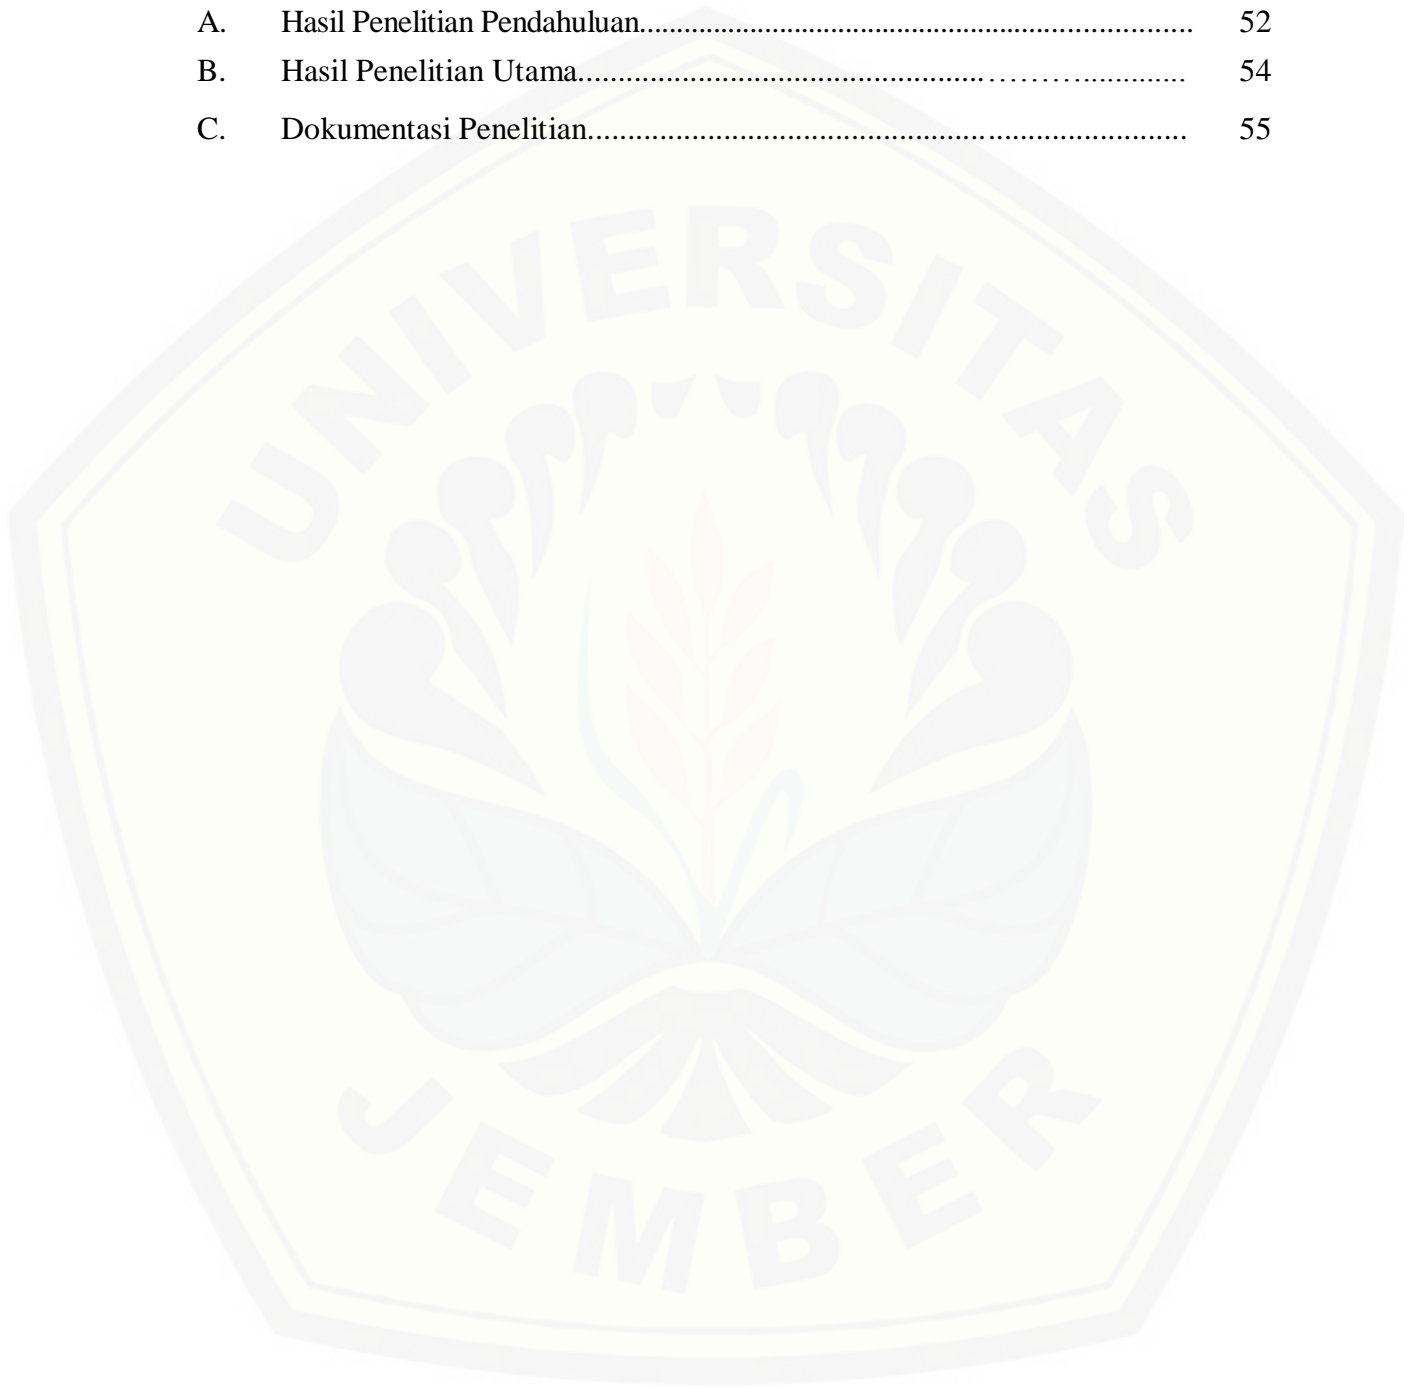 A. Hasil Penelitian Pendahuluan.................................................................... 52
B. Hasil Penelitian Utama.................................................……….............. 54
C. Dokumentasi Penelitian......................................................................... 55
UNIVERSITAS
JEMBER